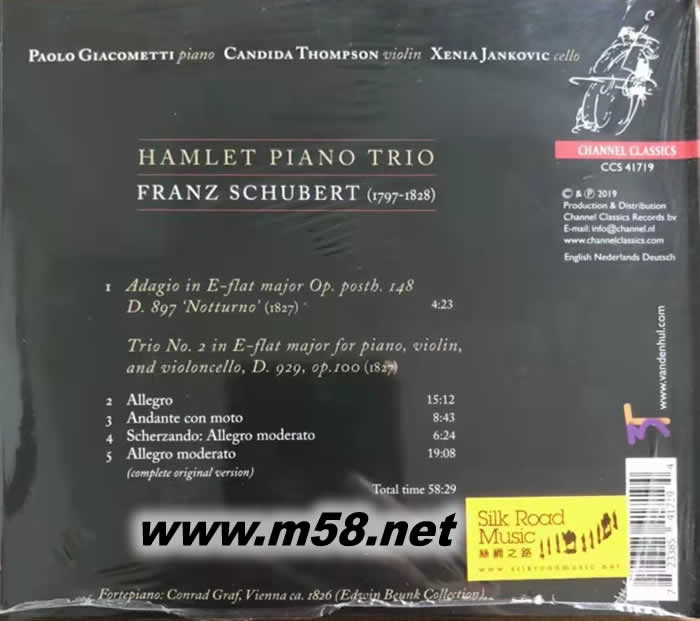 PAOLO GIACOMETTI piano CANDIDA THOMPSON violin XENIA JANKOVIC cello
CHANNEL CLASSICS
CCS 41719
HAMLET PIANO TRIO
FRANZ SCHUBERT (1797-1828)
© & ℗ 2019
Production & Distribution
Channel Classics Records bv
E-mail: info@channel.nl
www.channelclassics.com
English Nederlands Deutsch
1 Adagio in E-flat major Op. posth. 148
D. 897 'Notturno' (1827) 4:23
Trio No. 2 in E-flat major for piano, violin,
and violoncello, D. 929, op.100 (1827)
2 Allegro 15:12
3 Andante con moto 8:43
4 Scherzando: Allegro moderato 6:24
5 Allegro moderato 19:08
(complete original version)
Total time 58:29
www.vandenhul.com
www.m58.net
Silk Road
Music
絲綢之路
www.silkroadmusic.net
Fortepiano: Conrad Graf, Vienna ca. 1826 (Edwin Beunk Collection)